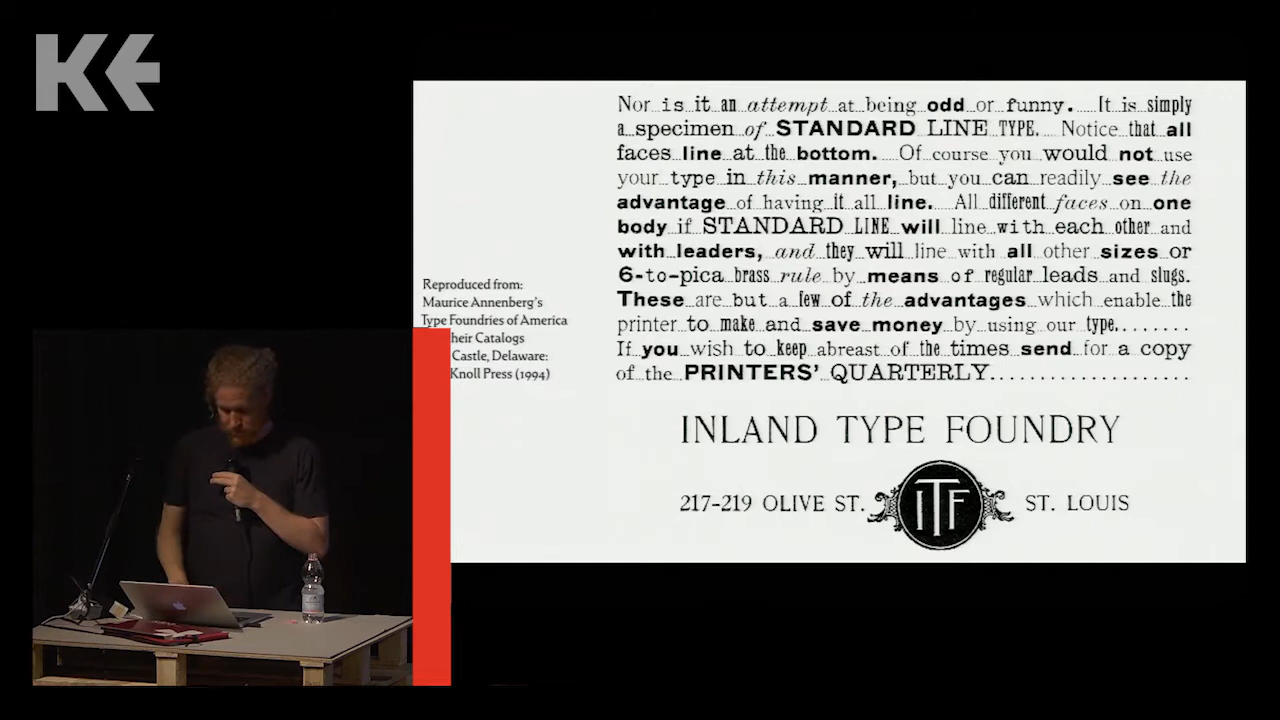 KE
Nor is it an attempt at being odd or funny. It is simply
a specimen of STANDARD LINE TYPE. Notice that all
faces line at the bottom. Of course you would not use
your type in this manner, but you can readily see the
advantage of having it all line. All different faces on one
body if STANDARD LINE will line with each other and
with leaders, and they will line with all other sizes or
6-to-pica brass rule by means of regular leads and slugs.
These are but a few of the advantages which enable the
printer to make and save money by using our type........
If you wish to keep abreast of the times send for a copy
of the PRINTERS' QUARTERLY....................
Reproduced from:
Maurice Annenberg's
Type Foundries of America
heir Catalogs
Castle, Delaware:
Knoll Press (1994)
INLAND TYPE FOUNDRY
217-219 OLIVE ST. ITF ST. LOUIS